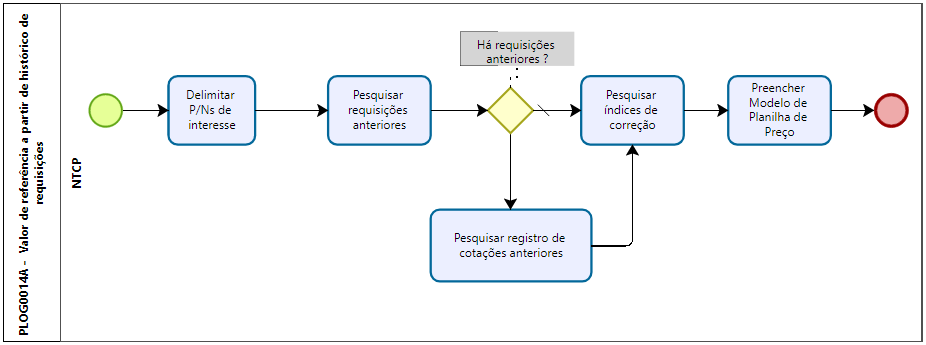 PLOG0014A - Valor de referência a partir de histórico de
requisições
NTCP
Delimitar
P/Ns de
interesse
Pesquisar
requisições
anteriores
Há requisições
anteriores ?
Pesquisar
índices de
correção
Preencher
Modelo de
Planilha de
Preço
Pesquisar registro de
cotações anteriores